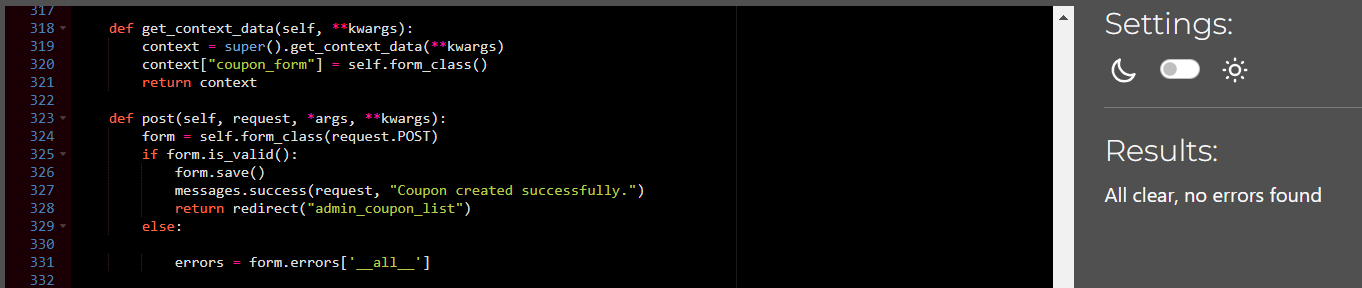 317
318 def get_context_data(self, **kwargs):
319 context = super().get_context_data(**kwargs)
320 context["coupon_form"] = self.form_class()
321 return context
322
323 def post(self, request, *args, **kwargs):
324 form = self.form_class(request.POST)
325 if form.is_valid():
326 form.save()
327 messages.success(request, "Coupon created successfully.")
328 return redirect("admin_coupon_list")
329 else:
330
331 errors = form.errors['__all__']
332
Settings:
Results:
All clear, no errors found